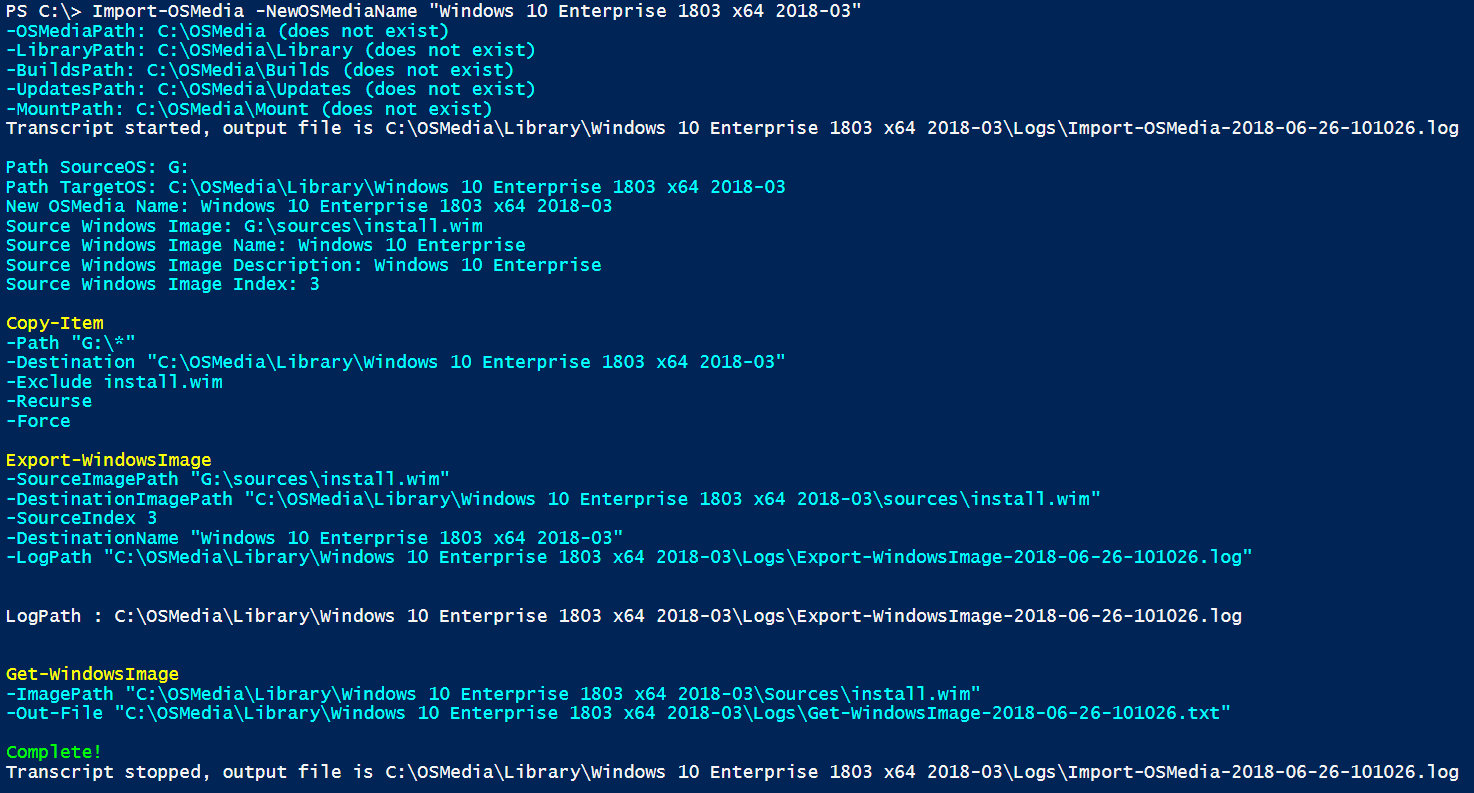 PS C:\> Import-OSMedia -NewOSMediaName "Windows 10 Enterprise 1803 x64 2018-03"
-OSMediaPath: C:\OSMedia (does not exist)
-LibraryPath: C:\OSMedia\Library (does not exist)
-BuildsPath: C:\OSMedia\Builds (does not exist)
-UpdatesPath: C:\OSMedia\Updates (does not exist)
-MountPath: C:\OSMedia\Mount (does not exist)
Transcript started, output file is C:\OSMedia\Library\Windows 10 Enterprise 1803 x64 2018-03\Logs\Import-OSMedia-2018-06-26-101026.log
Path SourceOS: G:
Path TargetOS: C:\OSMedia\Library\Windows 10 Enterprise 1803 x64 2018-03
New OSMedia Name: Windows 10 Enterprise 1803 x64 2018-03
Source Windows Image: G:\sources\install.wim
Source Windows Image Name: Windows 10 Enterprise
Source Windows Image Description: Windows 10 Enterprise
Source Windows Image Index: 3
Copy-Item
-Path "G:\*"
-Destination "C:\OSMedia\Library\Windows 10 Enterprise 1803 x64 2018-03"
-Exclude install.wim
-Recurse
-Force
Export-WindowsImage
-SourceImagePath "G:\sources\install.wim"
-DestinationImagePath "C:\OSMedia\Library\Windows 10 Enterprise 1803 x64 2018-03\sources\install.wim"
-SourceIndex 3
-DestinationName "Windows 10 Enterprise 1803 x64 2018-03"
-LogPath "C:\OSMedia\Library\Windows 10 Enterprise 1803 x64 2018-03\Logs\Export-WindowsImage-2018-06-26-101026.log"
LogPath : C:\OSMedia\Library\Windows 10 Enterprise 1803 x64 2018-03\Logs\Export-WindowsImage-2018-06-26-101026.log
Get-WindowsImage
-ImagePath "C:\OSMedia\Library\Windows 10 Enterprise 1803 x64 2018-03\Sources\install.wim"
-Out-File "C:\OSMedia\Library\Windows 10 Enterprise 1803 x64 2018-03\Logs\Get-WindowsImage-2018-06-26-101026.txt"
Complete!
Transcript stopped, output file is C:\OSMedia\Library\Windows 10 Enterprise 1803 x64 2018-03\Logs\Import-OSMedia-2018-06-26-101026.log